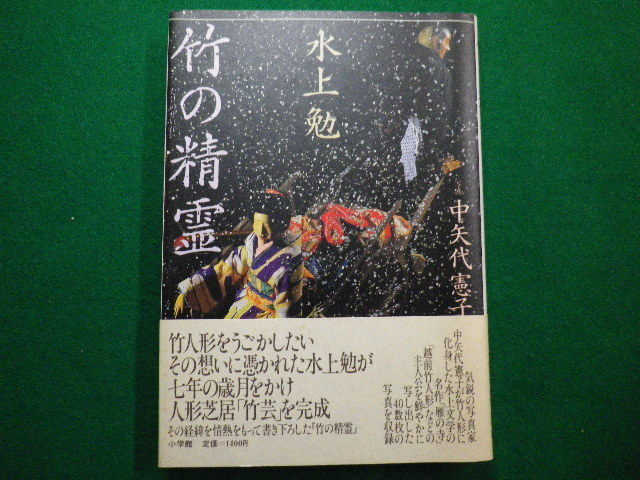 竹の精霊
水上勉
中矢代憲子
竹人形をうごかしたい
その想いに憑かれた水上勉が
七年の歳月をかけ
人形芝居「竹芸」を完成
その経緯を情熱をもって書き下ろした『竹の精霊』
小学館 定価=1400円
気鋭の写真家
中矢代憲子が竹人形に
化身した水上文学の
名作、「雁の寺」
「越前竹人形」などの
主人公を艶やかに
写し出した
40数枚の
写真を収録